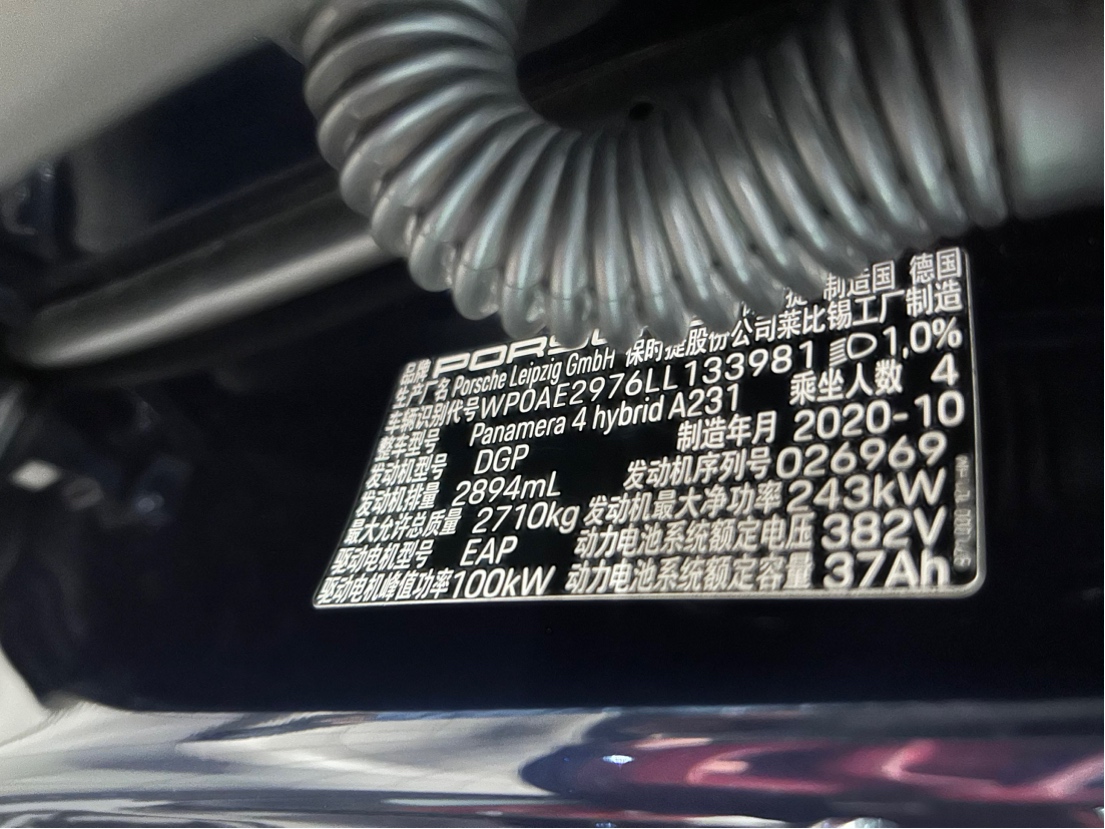 品牌 PORS 捷 制造国 德国
生产厂名 Porsche Leipzig GmbH 保时捷股份公司莱比锡工厂制造
车辆识别代号 WP0AE2976LL133981 1,0%
整车型号 Panamera 4 hybrid A231 乘坐人数 4
发动机型号 DGP 制造年月 2020-10
发动机排量 2894mL 发动机序列号 026969
最大允许总质量 2710kg 发动机最大净功率 243kW
驱动电机型号 EAP 动力电池系统额定电压 382V
驱动电机峰值功率 100kW 动力电池系统额定容量 37Ah